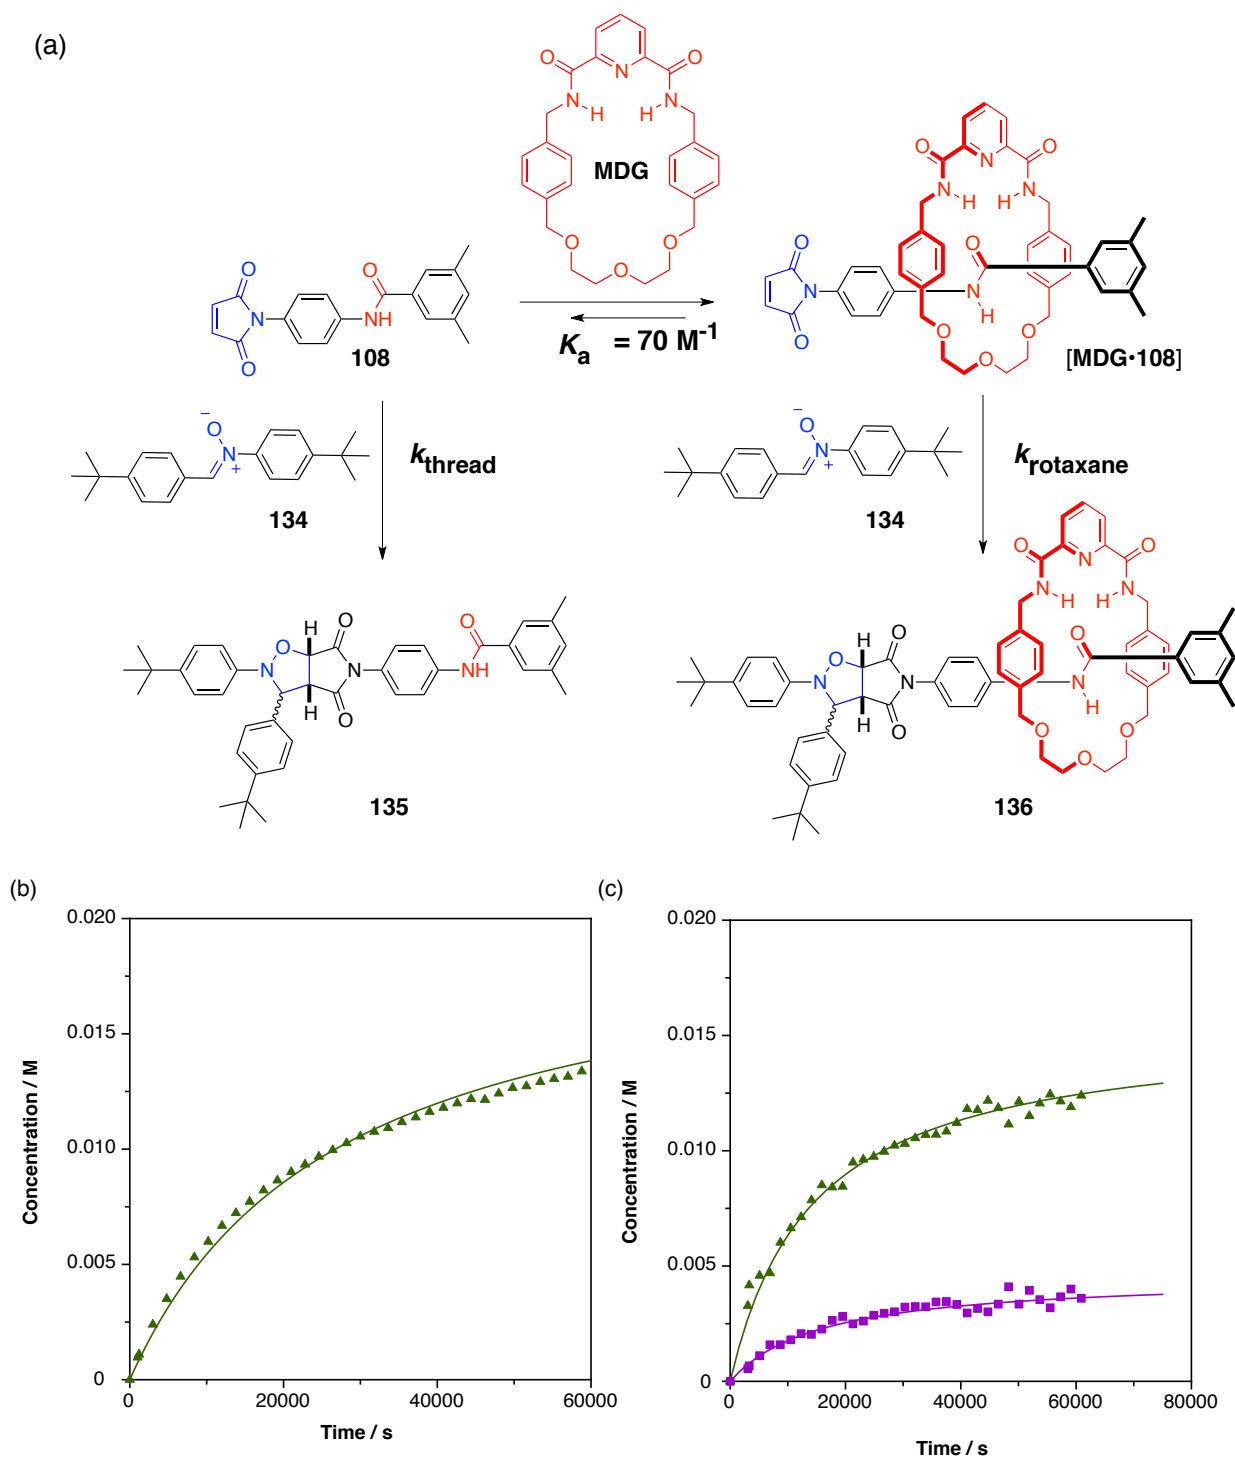 (a)
O
N
O
N
H
H
N
MDG
O
O
O
O
N
O
N
H
H
N
O
N
O
O
NH
O
108
Kₐ = 70 M⁻¹
O
N
O
O
N
H
O
O
O
[MDG•108]
−
O
N
+
134
kthread
−
O
N
+
134
krotaxane
O
N
O
N
H
H
N
H
O
O
N
N
H
O
O
NH
135
H
O
O
N
N
H
O
O
N
H
O
O
O
136
(b)
0.020
0.015
0.010
0.005
0
Concentration / M
0
20000
40000
60000
Time / s
(c)
0.020
0.015
0.010
0.005
0
Concentration / M
0
20000
40000
60000
80000
Time / s